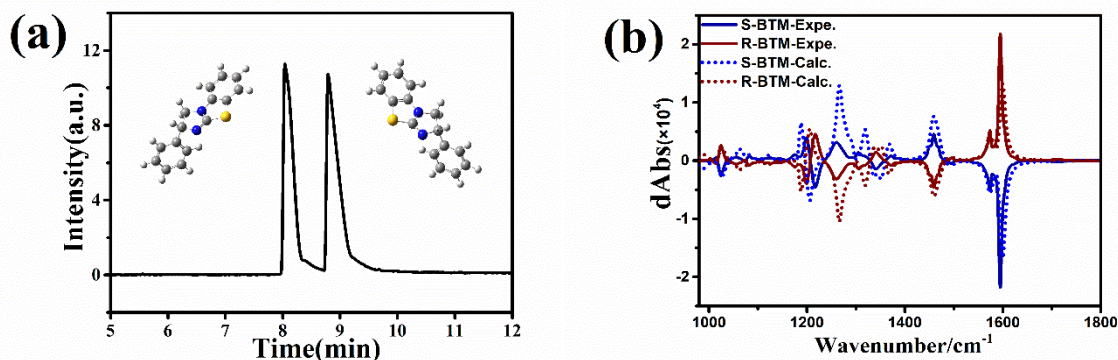 (a)
Intensity(a.u.)
12
8
4
0
5 6 7 8 9 10 11 12
Time(min)
(b)
dAbs(×10⁴)
2
1
0
-1
-2
S-BTM-Expe.
R-BTM-Expe.
S-BTM-Calc.
R-BTM-Calc.
1000 1200 1400 1600 1800
Wavenumber/cm⁻¹